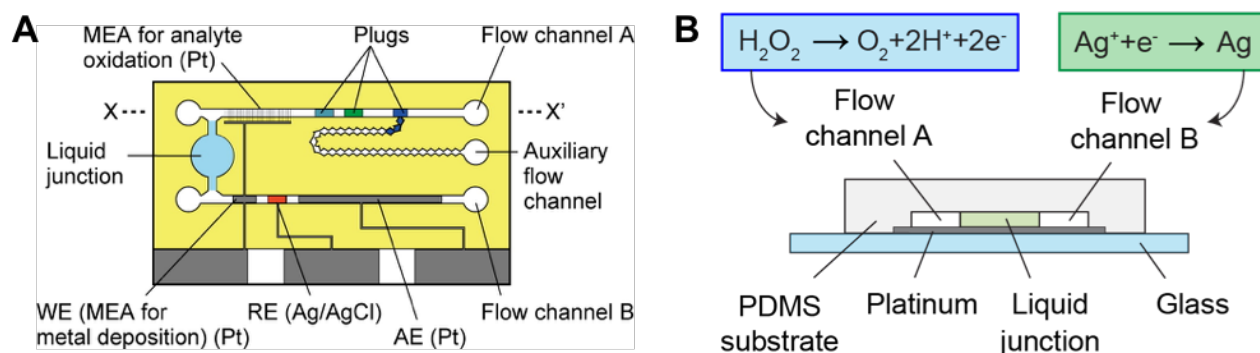 A
MEA for analyte
oxidation (Pt)
Plugs
Flow channel A
X ---
--- X'
Liquid
junction
Auxiliary
flow
channel
WE (MEA for
metal deposition) (Pt)
RE (Ag/AgCl)
AE (Pt)
Flow channel B
B
H₂O₂ → O₂+2H⁺+2e⁻
Ag⁺+e⁻ → Ag
Flow
channel A
Flow
channel B
PDMS
substrate
Platinum
Liquid
junction
Glass